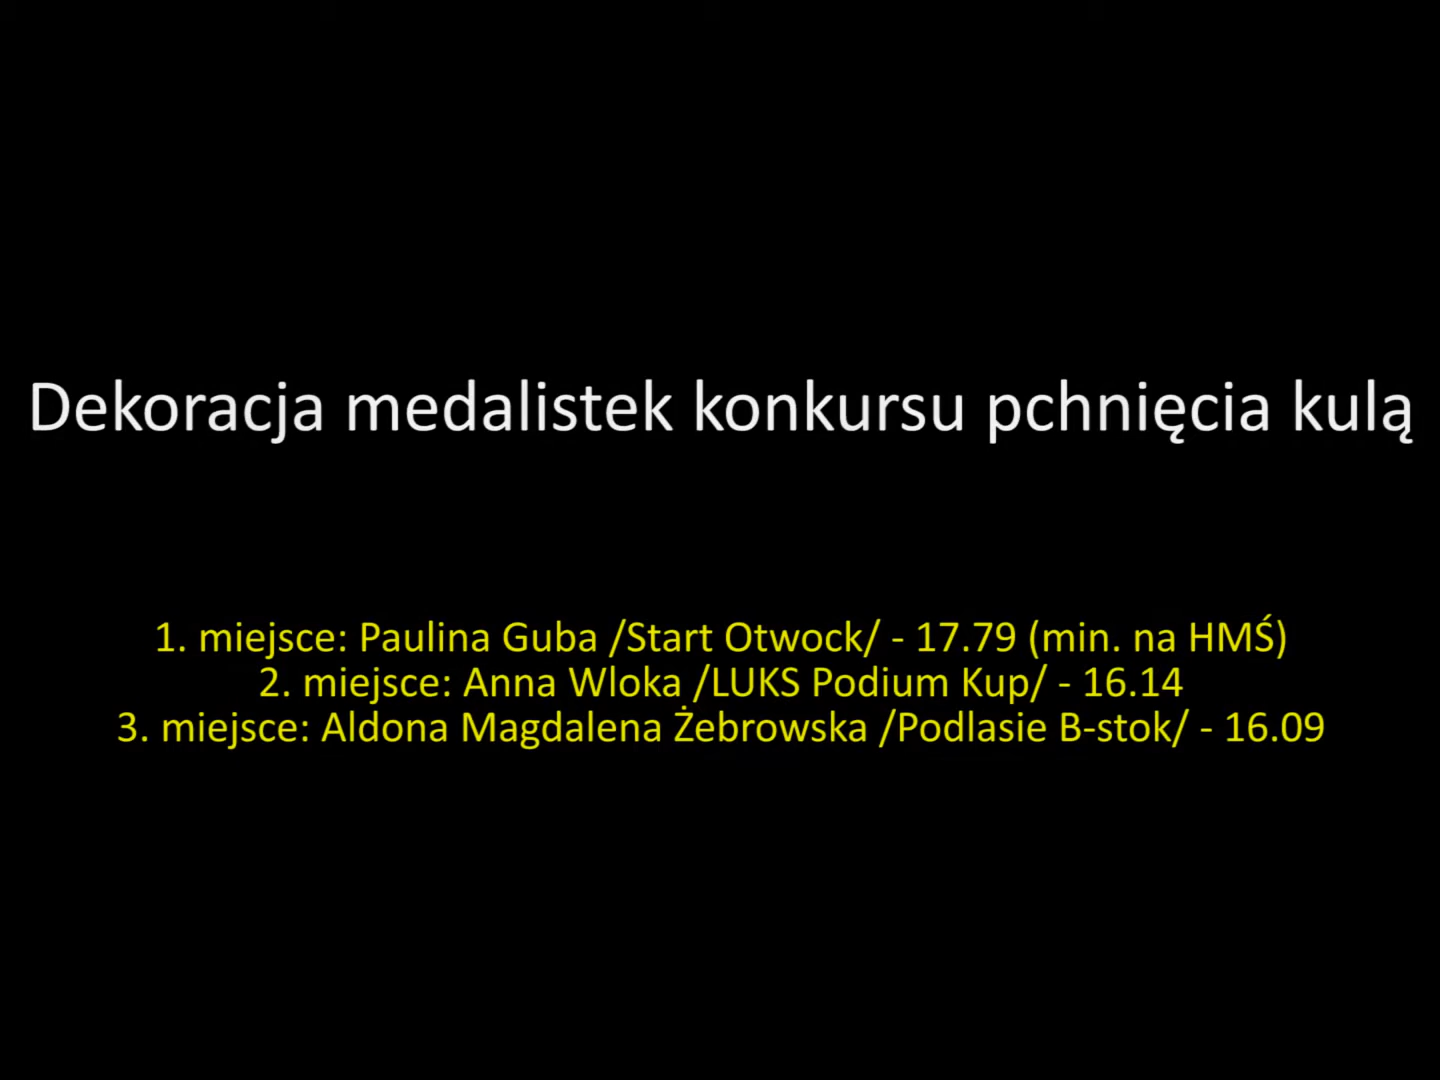 Dekoracja medalistek konkursu pchnięcia kulą
1. miejsce: Paulina Guba /Start Otwock/ - 17.79 (min. na HMŚ)
2. miejsce: Anna Wloka /LUKS Podium Kup/ - 16.14
3. miejsce: Aldona Magdalena Żebrowska /Podlasie B-stok/ - 16.09